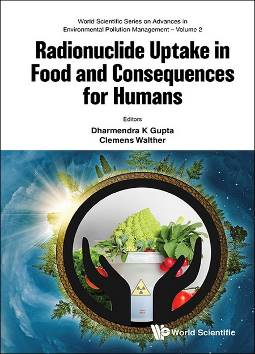 World Scientific Series on Advances in
Environmental Pollution Management – Volume 2
Radionuclide Uptake in
Food and Consequences
for Humans
Editors
Dharmendra K Gupta
Clemens Walther
World Scientific